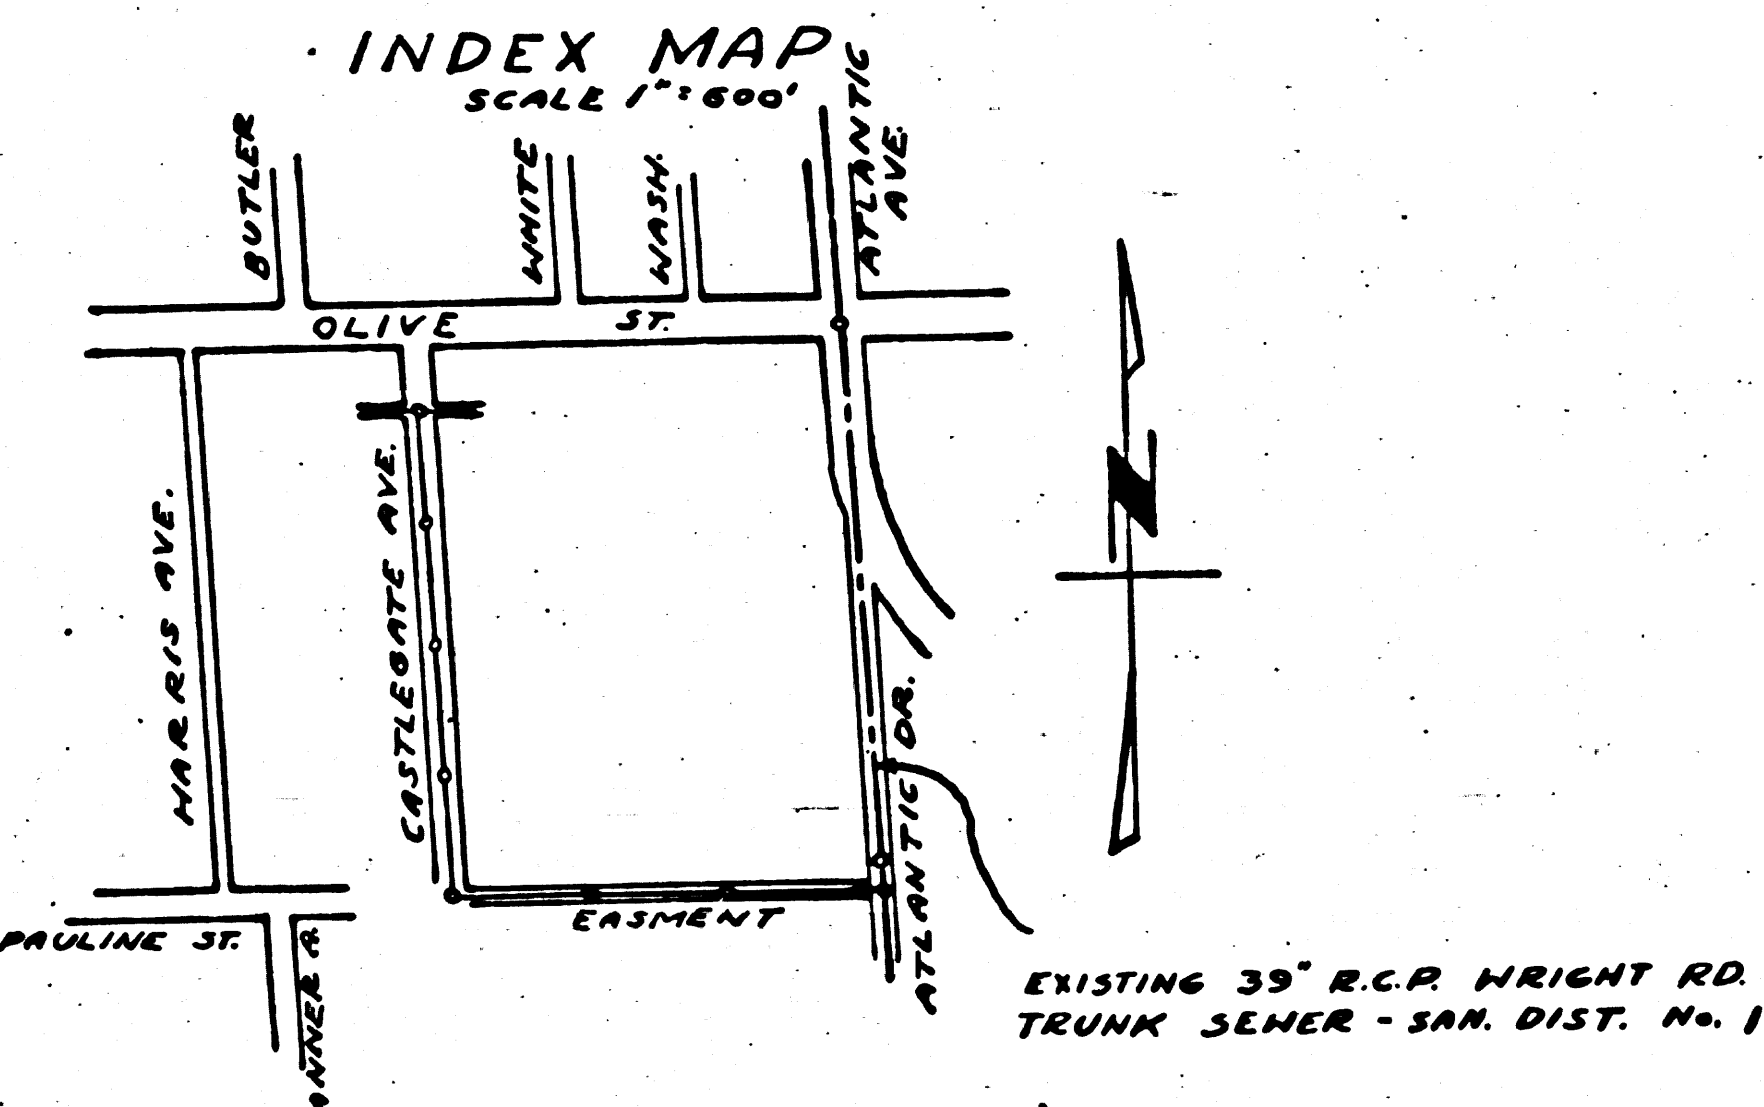 INDEX MAP
SCALE 1"=600'
BUTLER
WHITE
WASH.
ATLANTIC
AVE.
OLIVE ST.
HARRIS AVE.
CASTLEGATE AVE.
ATLANTIC DR.
N
EASMENT
PAULINE ST.
EXISTING 39" R.C.P. WRIGHT RD.
TRUNK SEWER - SAN. DIST. No. 1